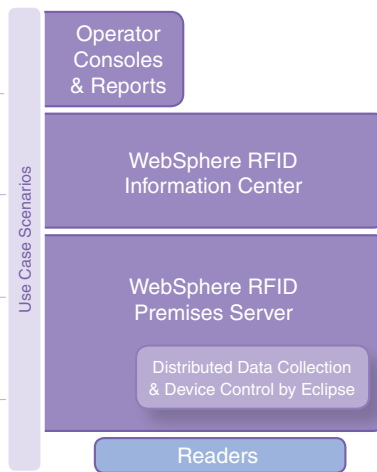 Operator
Consoles
& Reports
Use Case Scenarios
WebSphere RFID
Information Center
WebSphere RFID
Premises Server
Distributed Data Collection
& Device Control by Eclipse
Readers